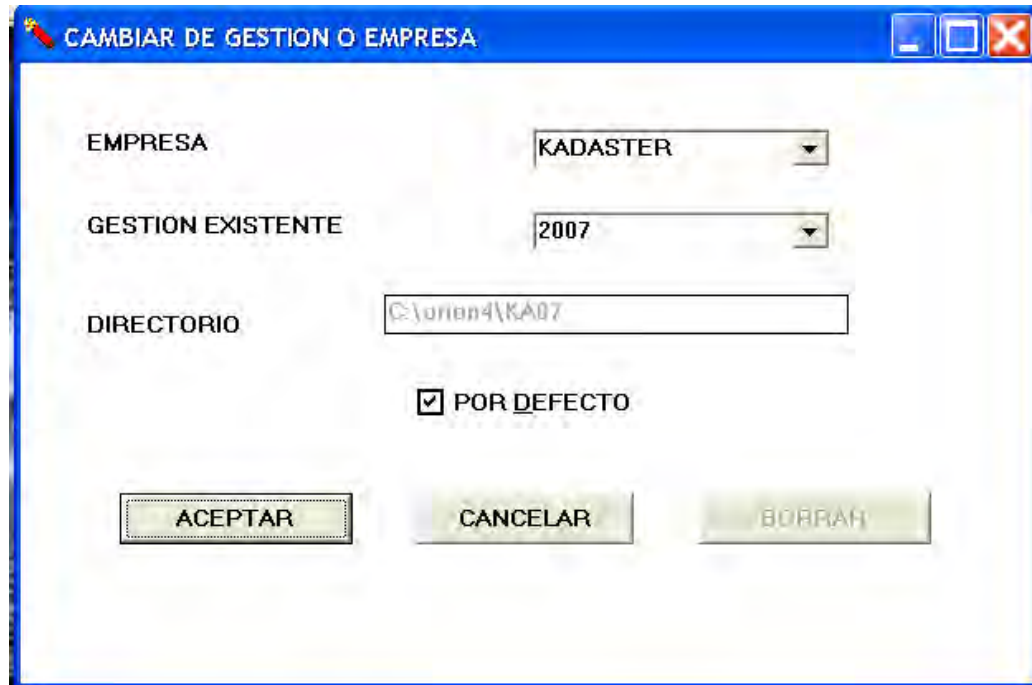 CAMBIAR DE GESTION O EMPRESA
EMPRESA KADASTER
GESTION EXISTENTE 2007
DIRECTORIO C:\orion4\KA07
POR DEFECTO
ACEPTAR CANCELAR BORRAR